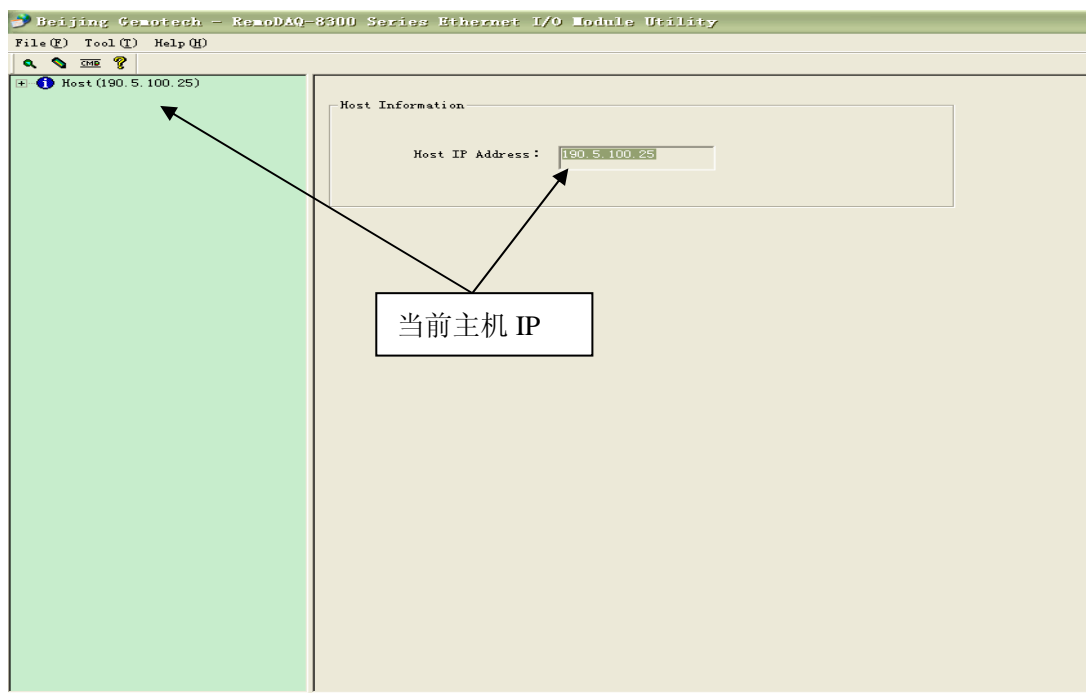 Beijing Gemotech - RemoDAQ-8300 Series Ethernet I/O Module Utility
File(F) Tool(T) Help(H)
CMD
Host(190.5.100.25)
Host Information
Host IP Address:
190.5.100.25
当前主机 IP